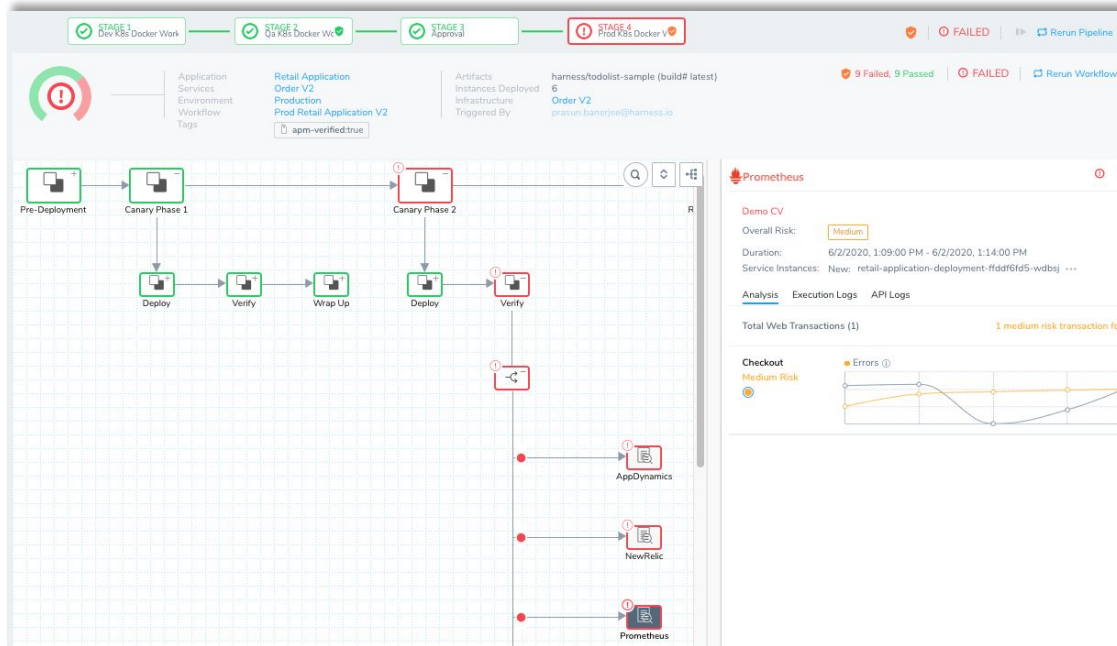 STAGE 1
Dev K8s Docker Work
STAGE 2
Qa K8s Docker Wc
STAGE 3
Approval
STAGE 4
Prod K8s Docker V
FAILED
Rerun Pipeline
Application Retail Application
Services Order V2
Environment Production
Workflow Prod Retail Application V2
Tags apm-verified:true
Artifacts harness/todolist-sample (build# latest)
Instances Deployed 6
Infrastructure Order V2
Triggered By prasun.banerjee@harness.io
9 Failed, 9 Passed
FAILED
Rerun Workflow
Pre-Deployment
Canary Phase 1
Canary Phase 2
R
Deploy
Verify
Wrap Up
Deploy
Verify
AppDynamics
NewRelic
Prometheus
Prometheus
Demo CV
Overall Risk: Medium
Duration: 6/2/2020, 1:09:00 PM - 6/2/2020, 1:14:00 PM
Service Instances: New: retail-application-deployment-ffddf6fd5-wdbsj ...
Analysis Execution Logs API Logs
Total Web Transactions (1) 1 medium risk transaction fo
Checkout
Medium Risk
Errors